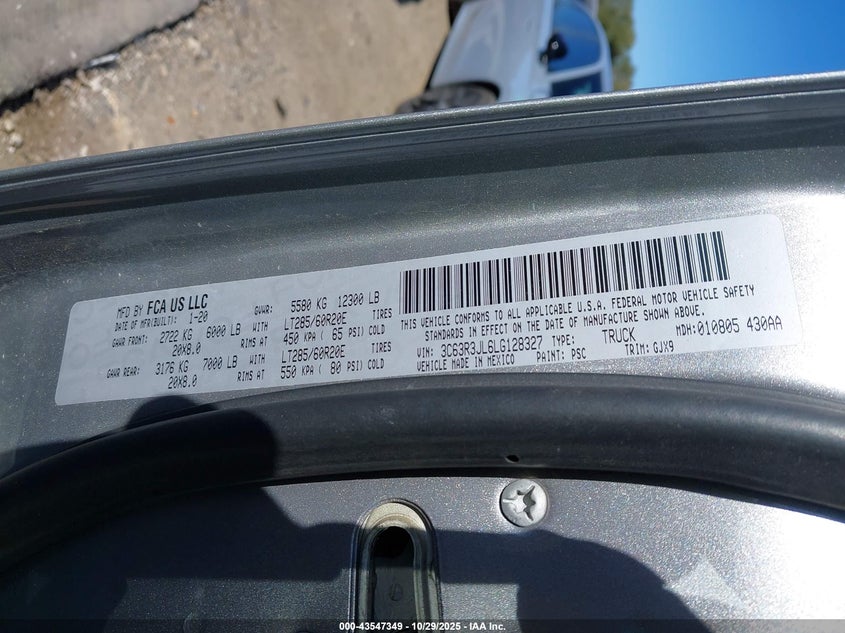 MFD BY FCA US LLC
DATE OF MFR(BUILT): 1-20 GVWR: 5580 KG 12300 LB
GAWR FRONT: 2722 KG 6000 LB WITH LT285/60R20E TIRES
20X8.0 RIMS AT 450 KPA ( 65 PSI) COLD
GAWR REAR: 3176 KG 7000 LB WITH LT285/60R20E TIRES
20X8.0 RIMS AT 550 KPA ( 80 PSI) COLD
THIS VEHICLE CONFORMS TO ALL APPLICABLE U.S.A. FEDERAL MOTOR VEHICLE SAFETY
STANDARDS IN EFFECT ON THE DATE OF MANUFACTURE SHOWN ABOVE.
VIN: 3C63R3JL6LG128327 TYPE: TRUCK MDH:010805 430AA
VEHICLE MADE IN MEXICO PAINT: PSC TRIM: GJX9
000-43547349 - 10/29/2025 - IAA Inc.